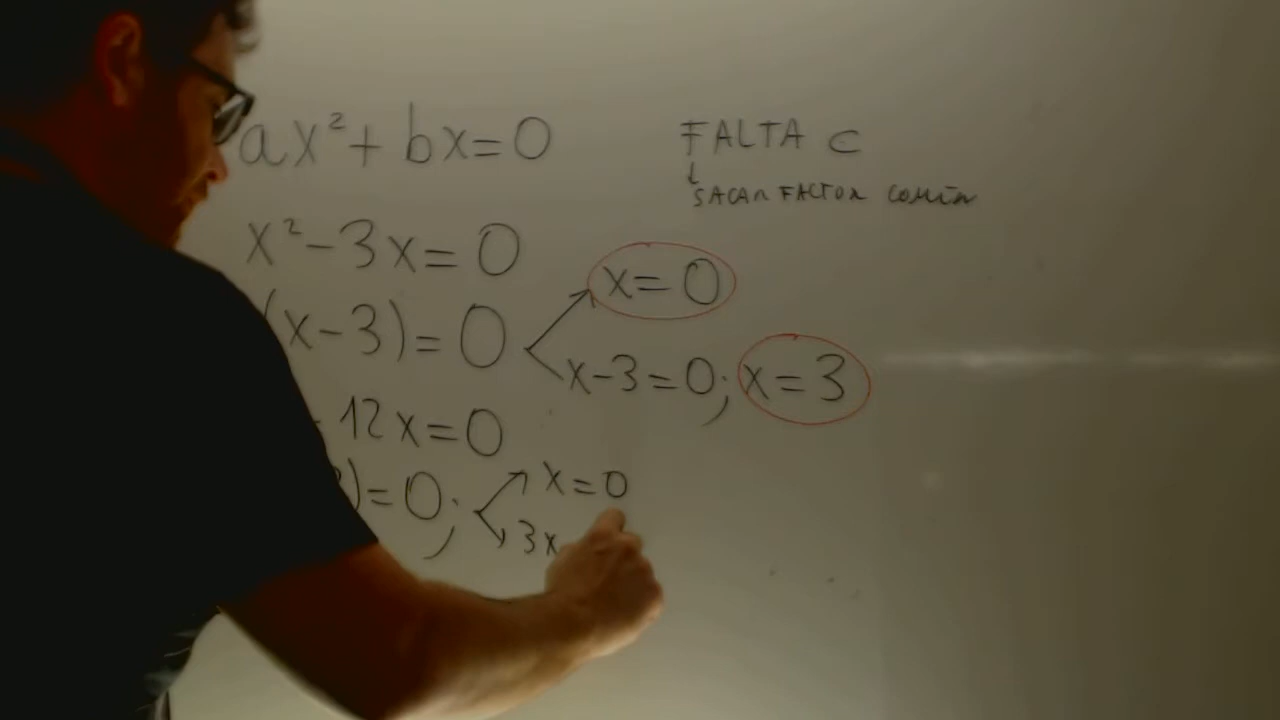 ax²+bx=0
FALTA C
↓
SACAR FACTOR COMÚN
x²-3x=0
(x-3)=0
x=0
x-3=0; x=3
12x=0
)=0;
x=0
3x